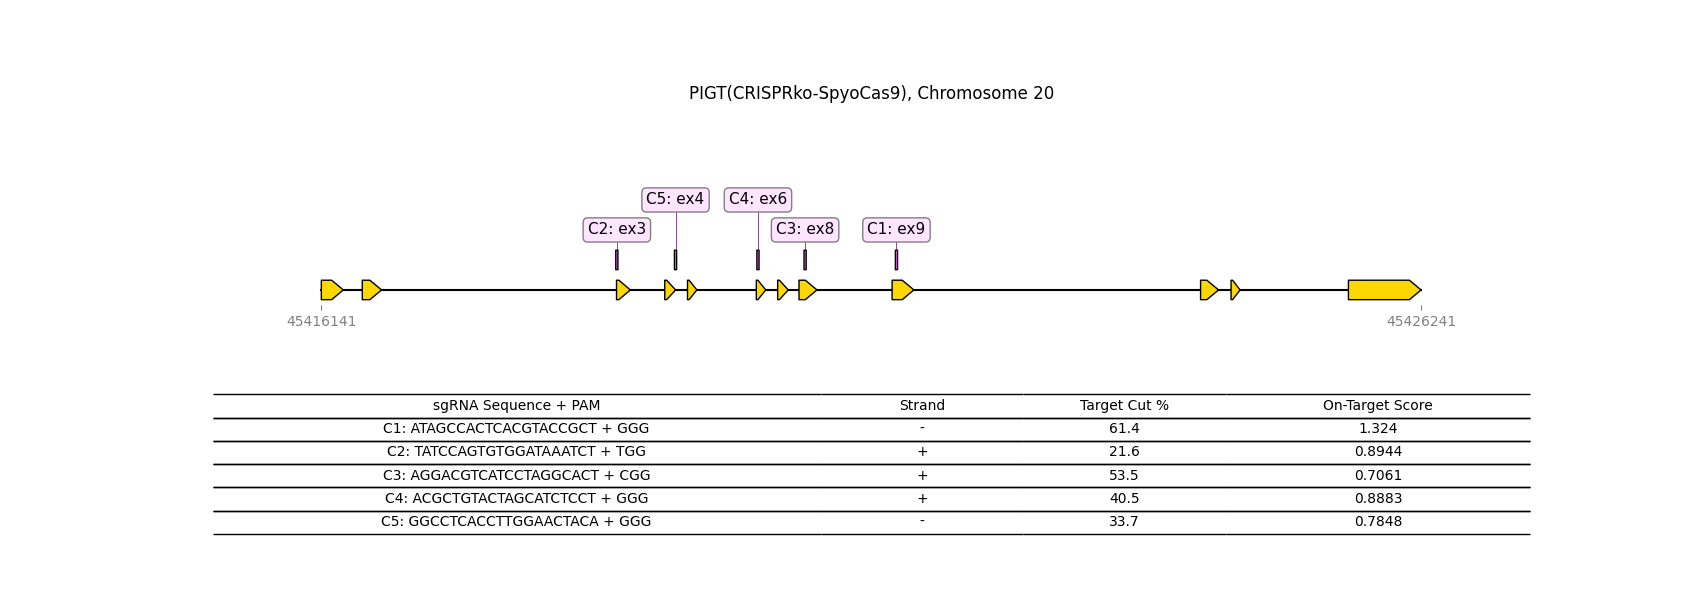 PIGT(CRISPRko-SpyoCas9), Chromosome 20
C5: ex4 C4: ex6
C2: ex3 C3: ex8 C1: ex9
45416141 45426241
sgRNA Sequence + PAM Strand Target Cut % On-Target Score
C1: ATAGCCACTCACGTACCGCT + GGG - 61.4 1.324
C2: TATCCAGTGTGGATAAATCT + TGG + 21.6 0.8944
C3: AGGACGTCATCCTAGGCACT + CGG + 53.5 0.7061
C4: ACGCTGTACTAGCATCTCCT + GGG + 40.5 0.8883
C5: GGCCTCACCTTGGAACTACA + GGG - 33.7 0.7848